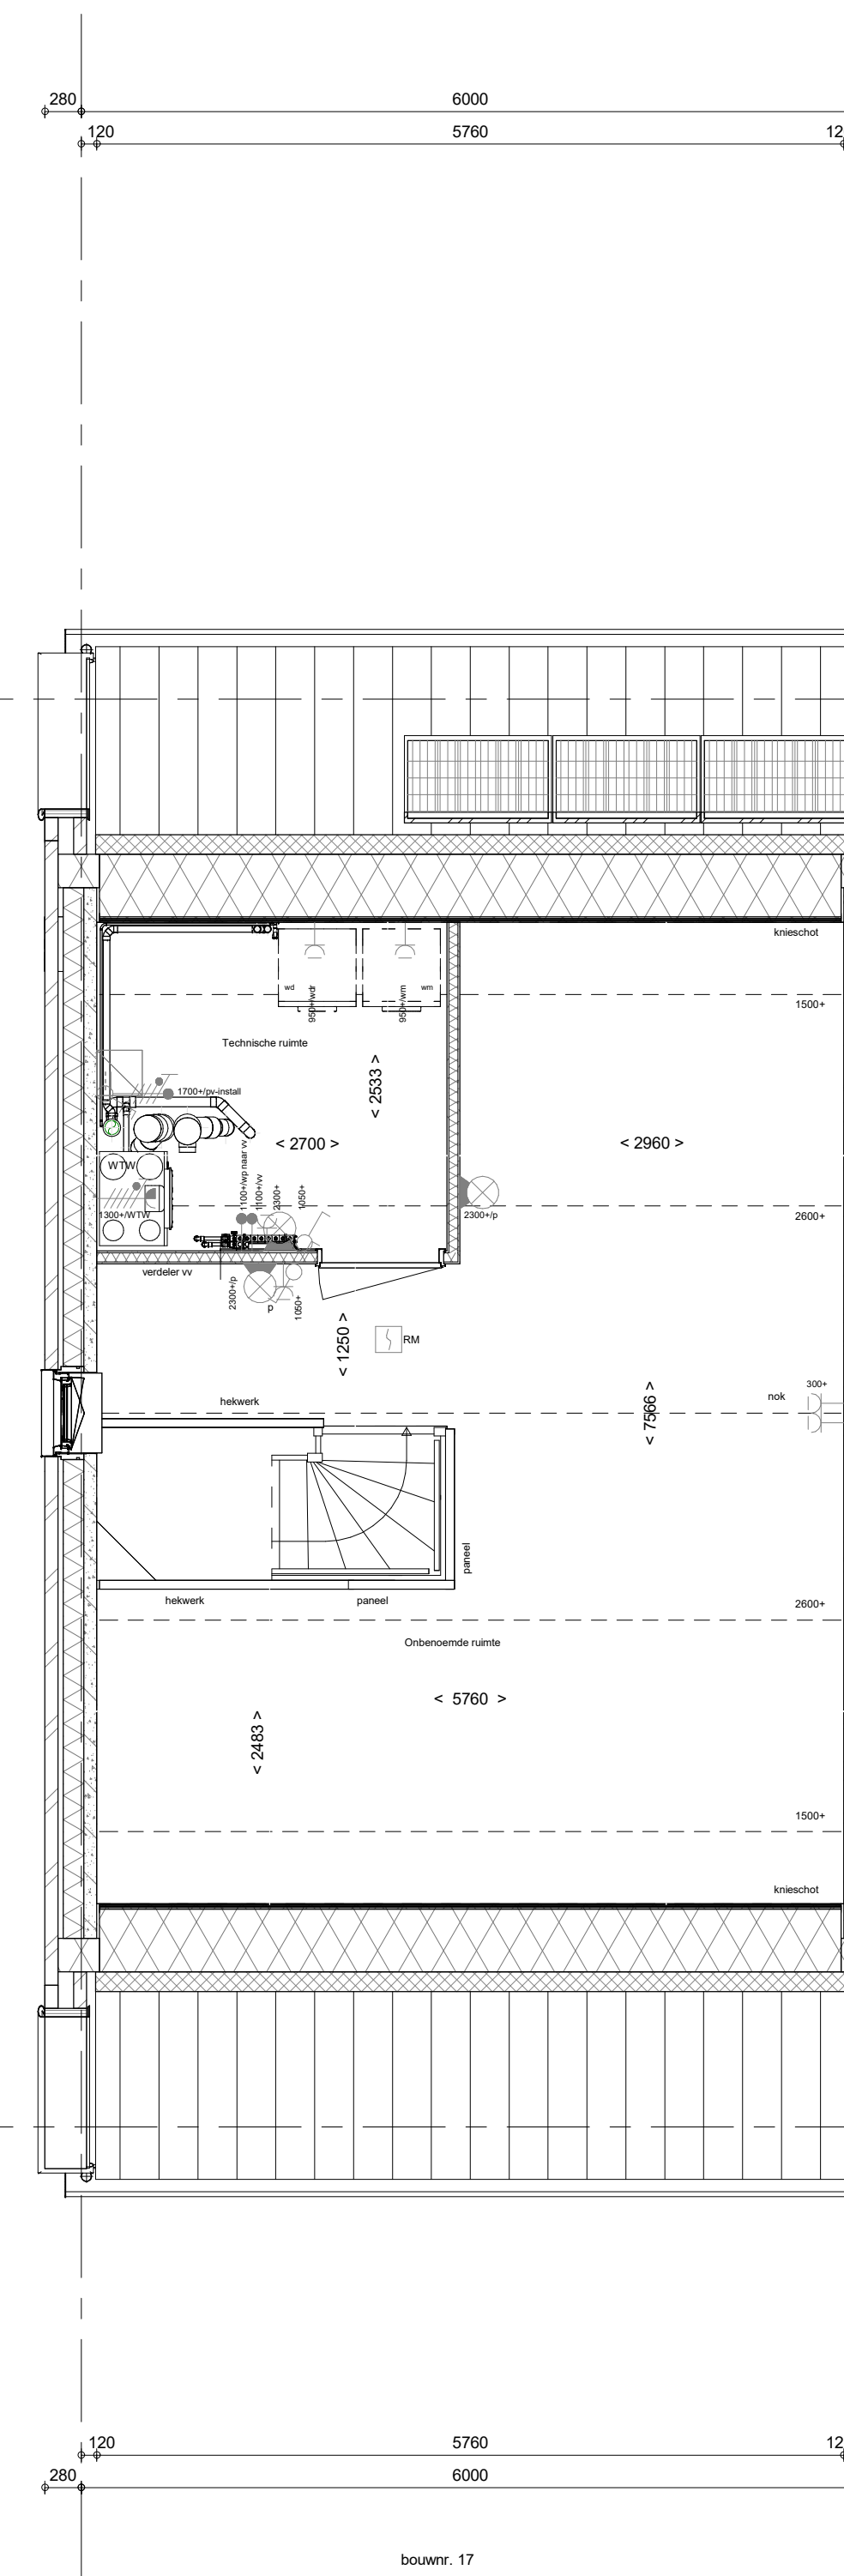 280
6000
120
5760
12
knieschot
wd
950+/wdr
950+/wm
wm
1500+
Technische ruimte
< 2533 >
1700+/pv-install
< 2700 >
< 2960 >
WTW
1300+/WTW
1100+/wp naar vv
1100+/vv
2300+
1050+
2300+/p
2600+
verdeler vv
2300+/p
p
1050+
< 1250 >
RM
300+
< 7566 >
nok
hekwerk
paneel
hekwerk
paneel
2600+
Onbenoemde ruimte
< 5760 >
< 2483 >
1500+
knieschot
120
5760
12
280
6000
bouwnr. 17